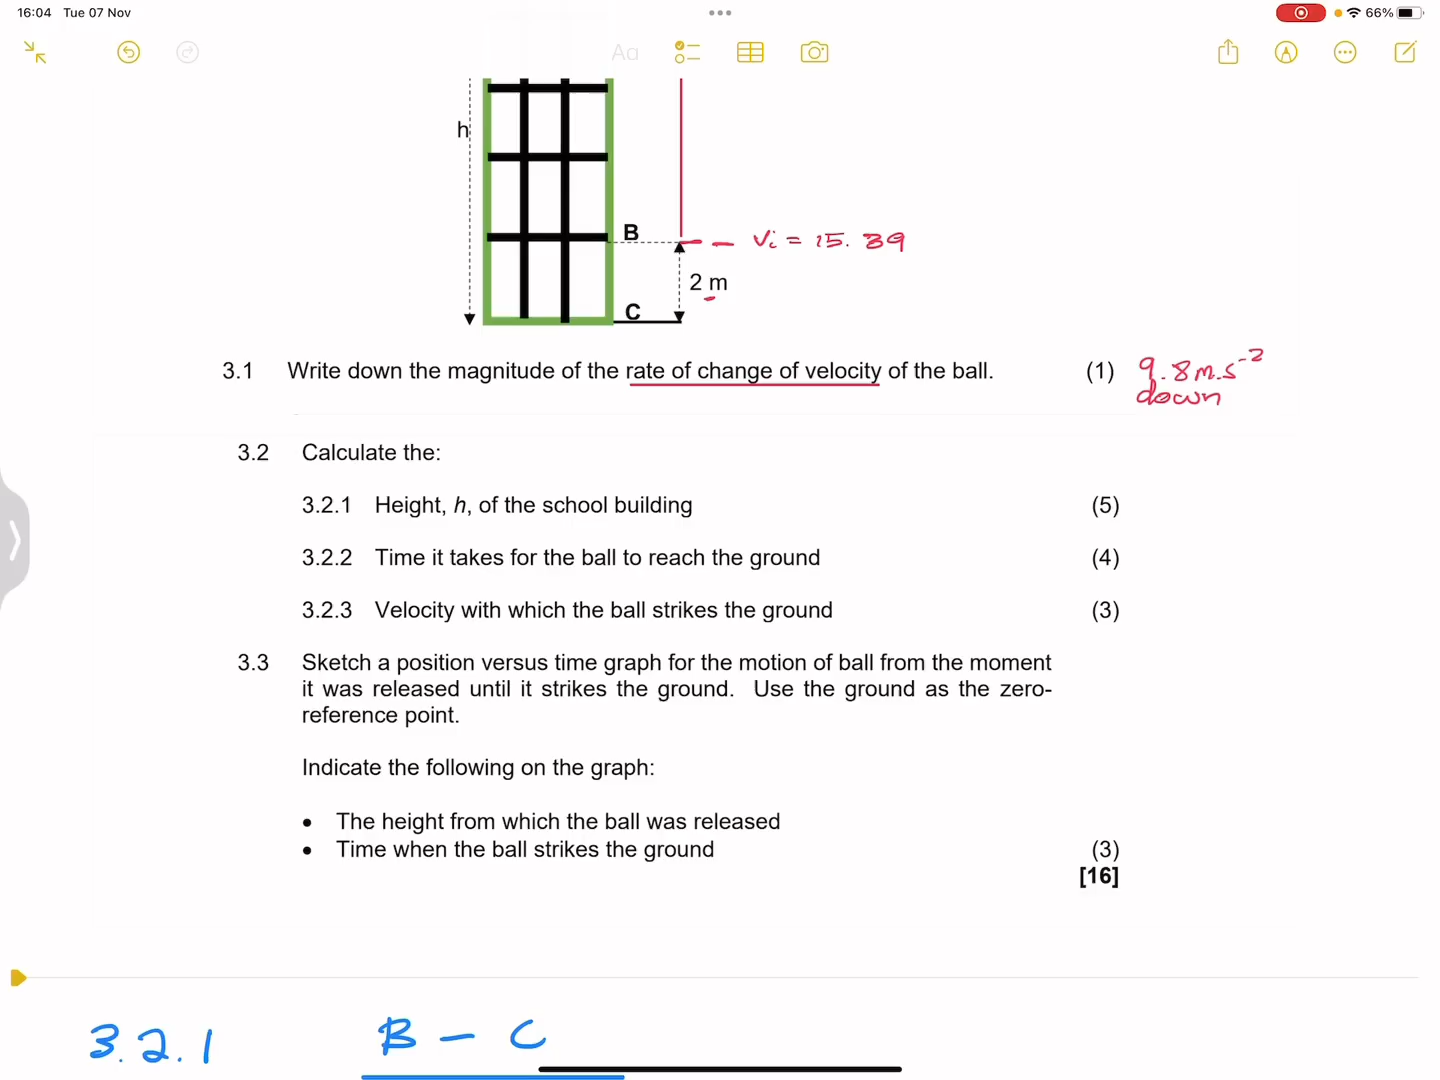 16:04 Tue 07 Nov
66%
Aa
h
B
Vi = 15.39
2 m
C
3.1 Write down the magnitude of the rate of change of velocity of the ball. (1) 9.8 m.s⁻²
down
3.2 Calculate the:
3.2.1 Height, h, of the school building (5)
3.2.2 Time it takes for the ball to reach the ground (4)
3.2.3 Velocity with which the ball strikes the ground (3)
3.3 Sketch a position versus time graph for the motion of ball from the moment
it was released until it strikes the ground. Use the ground as the zero-
reference point.
Indicate the following on the graph:
• The height from which the ball was released
• Time when the ball strikes the ground (3)
[16]
3.2.1 B – C